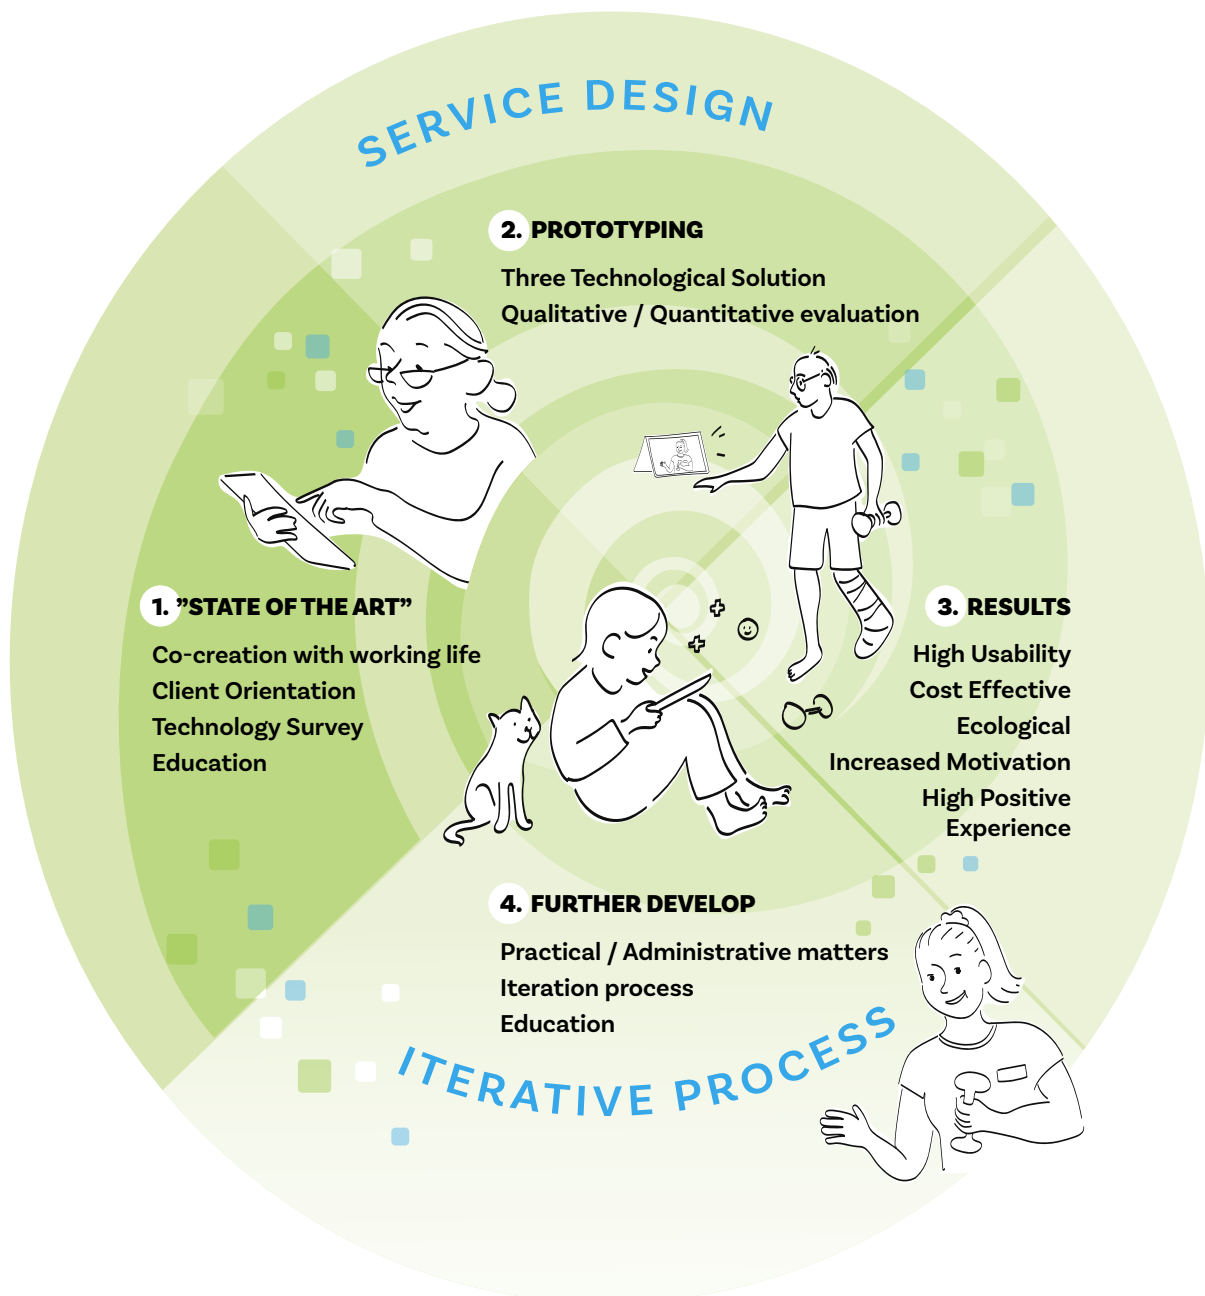 SERVICE DESIGN
2. PROTOTYPING
Three Technological Solution
Qualitative / Quantitative evaluation
1. ”STATE OF THE ART”
Co-creation with working life
Client Orientation
Technology Survey
Education
3. RESULTS
High Usability
Cost Effective
Ecological
Increased Motivation
High Positive
Experience
4. FURTHER DEVELOP
Practical / Administrative matters
Iteration process
Education
ITERATIVE PROCESS